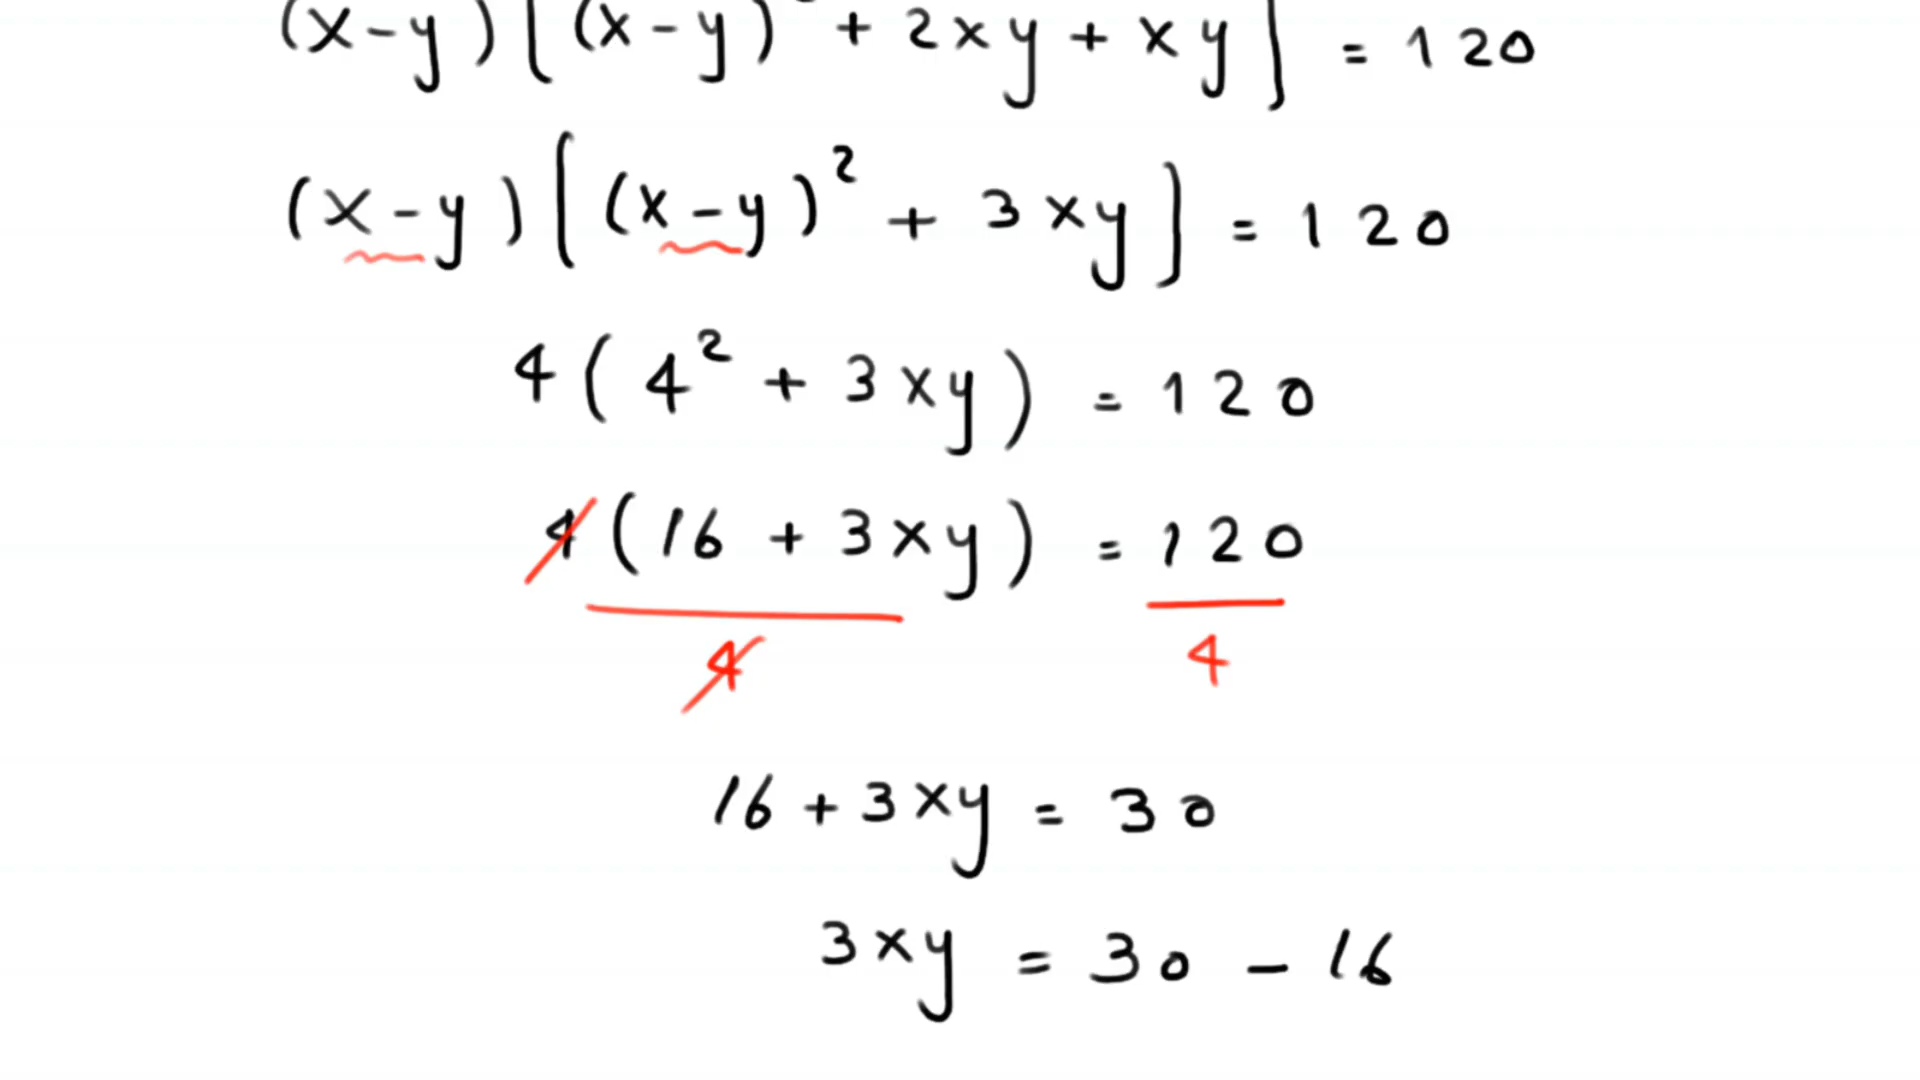 (x-y)[(x-y)² + 2xy + xy] = 120
(x-y)[(x-y)² + 3xy] = 120
4(4² + 3xy) = 120
4(16 + 3xy) = 120
4 4
16 + 3xy = 30
3xy = 30 - 16